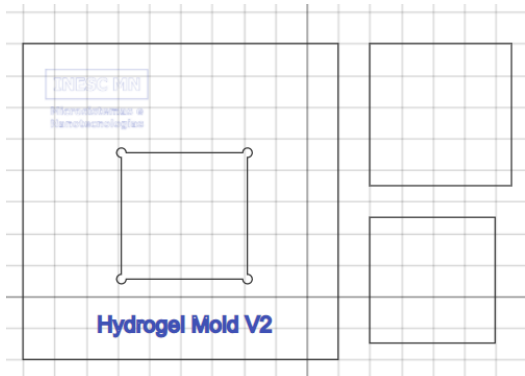 INESC MN
Microsistemas e
Nanotecnologias
Hydrogel Mold V2